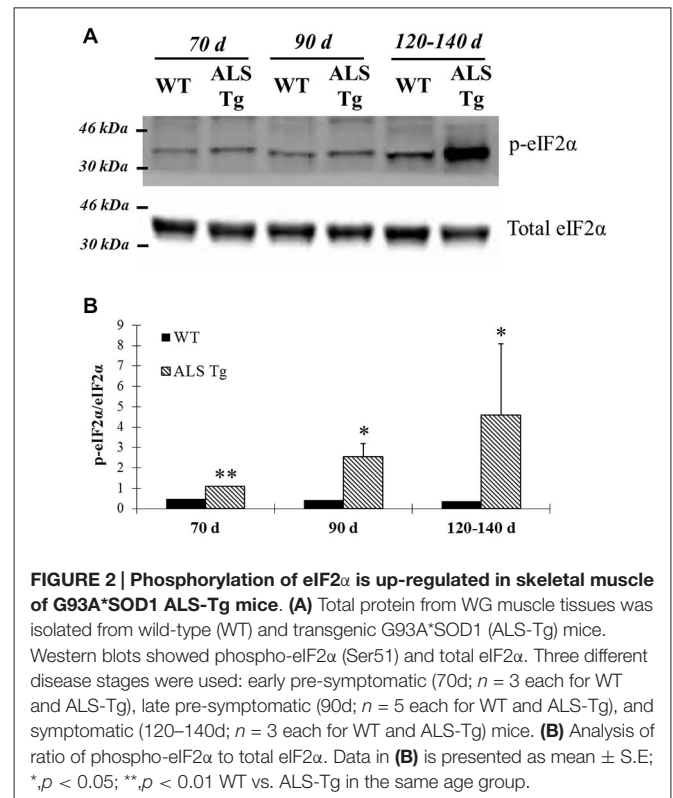 A
70 d 90 d 120-140 d
WT ALS Tg WT ALS Tg WT ALS Tg
46 kDa
p-eIF2α
30 kDa
46 kDa
Total eIF2α
30 kDa
B
9
8
7
6
5
4
3
2
1
0
p-eIF2α/eIF2α
WT
ALS Tg
**
*
*
70 d 90 d 120-140 d
FIGURE 2 | Phosphorylation of eIF2α is up-regulated in skeletal muscle
of G93A*SOD1 ALS-Tg mice. (A) Total protein from WG muscle tissues was
isolated from wild-type (WT) and transgenic G93A*SOD1 (ALS-Tg) mice.
Western blots showed phospho-eIF2α (Ser51) and total eIF2α. Three different
disease stages were used: early pre-symptomatic (70d; n = 3 each for WT
and ALS-Tg), late pre-symptomatic (90d; n = 5 each for WT and ALS-Tg), and
symptomatic (120–140d; n = 3 each for WT and ALS-Tg) mice. (B) Analysis of
ratio of phospho-eIF2α to total eIF2α. Data in (B) is presented as mean ± S.E;
*,p < 0.05; **,p < 0.01 WT vs. ALS-Tg in the same age group.